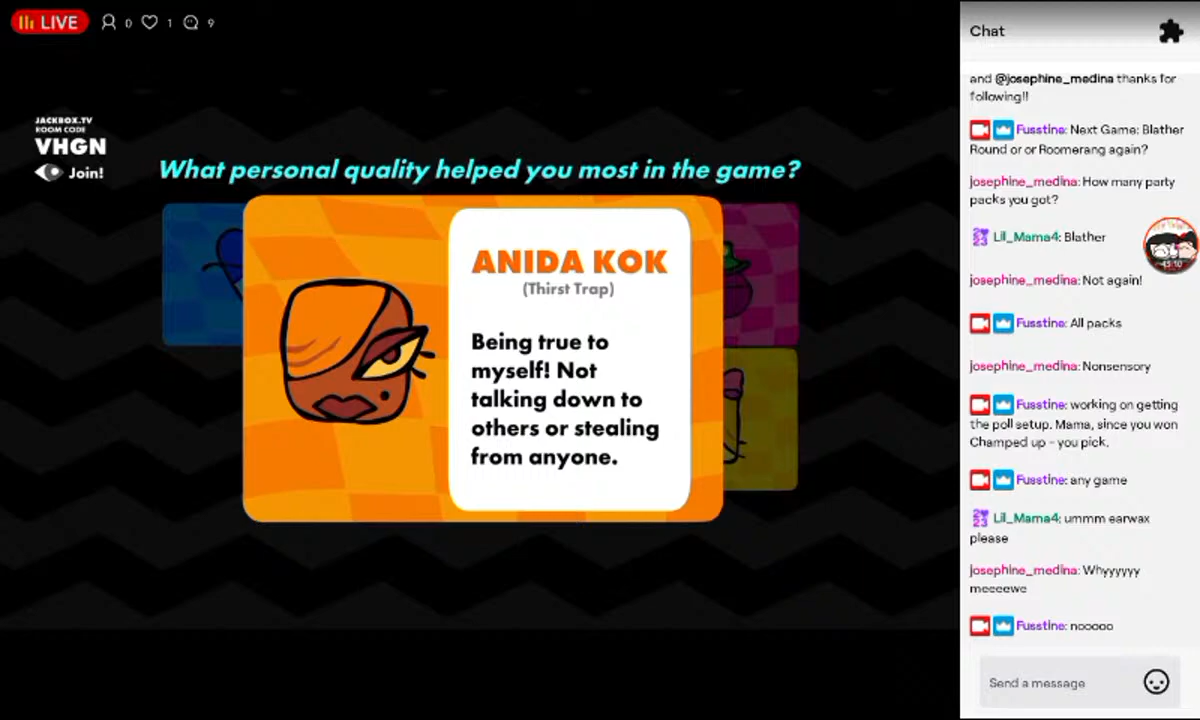 LIVE 0 1 9
JACKBOX.TV
ROOM CODE
VHGN
Join!
What personal quality helped you most in the game?
ANIDA KOK
(Thirst Trap)
Being true to
myself! Not
talking down to
others or stealing
from anyone.
Chat
and @josephine_medina thanks for
following!!
Fusstine: Next Game: Blather
Round or or Roomerang again?
josephine_medina: How many party
packs you got?
Lil_Mama4: Blather
josephine_medina: Not again!
Fusstine: All packs
josephine_medina: Nonsensory
Fusstine: working on getting
the poll setup. Mama, since you won
Champed up - you pick.
Fusstine: any game
Lil_Mama4: ummm earwax
please
josephine_medina: Whyyyyyy
meeeewe
Fusstine: nooooo
Send a message